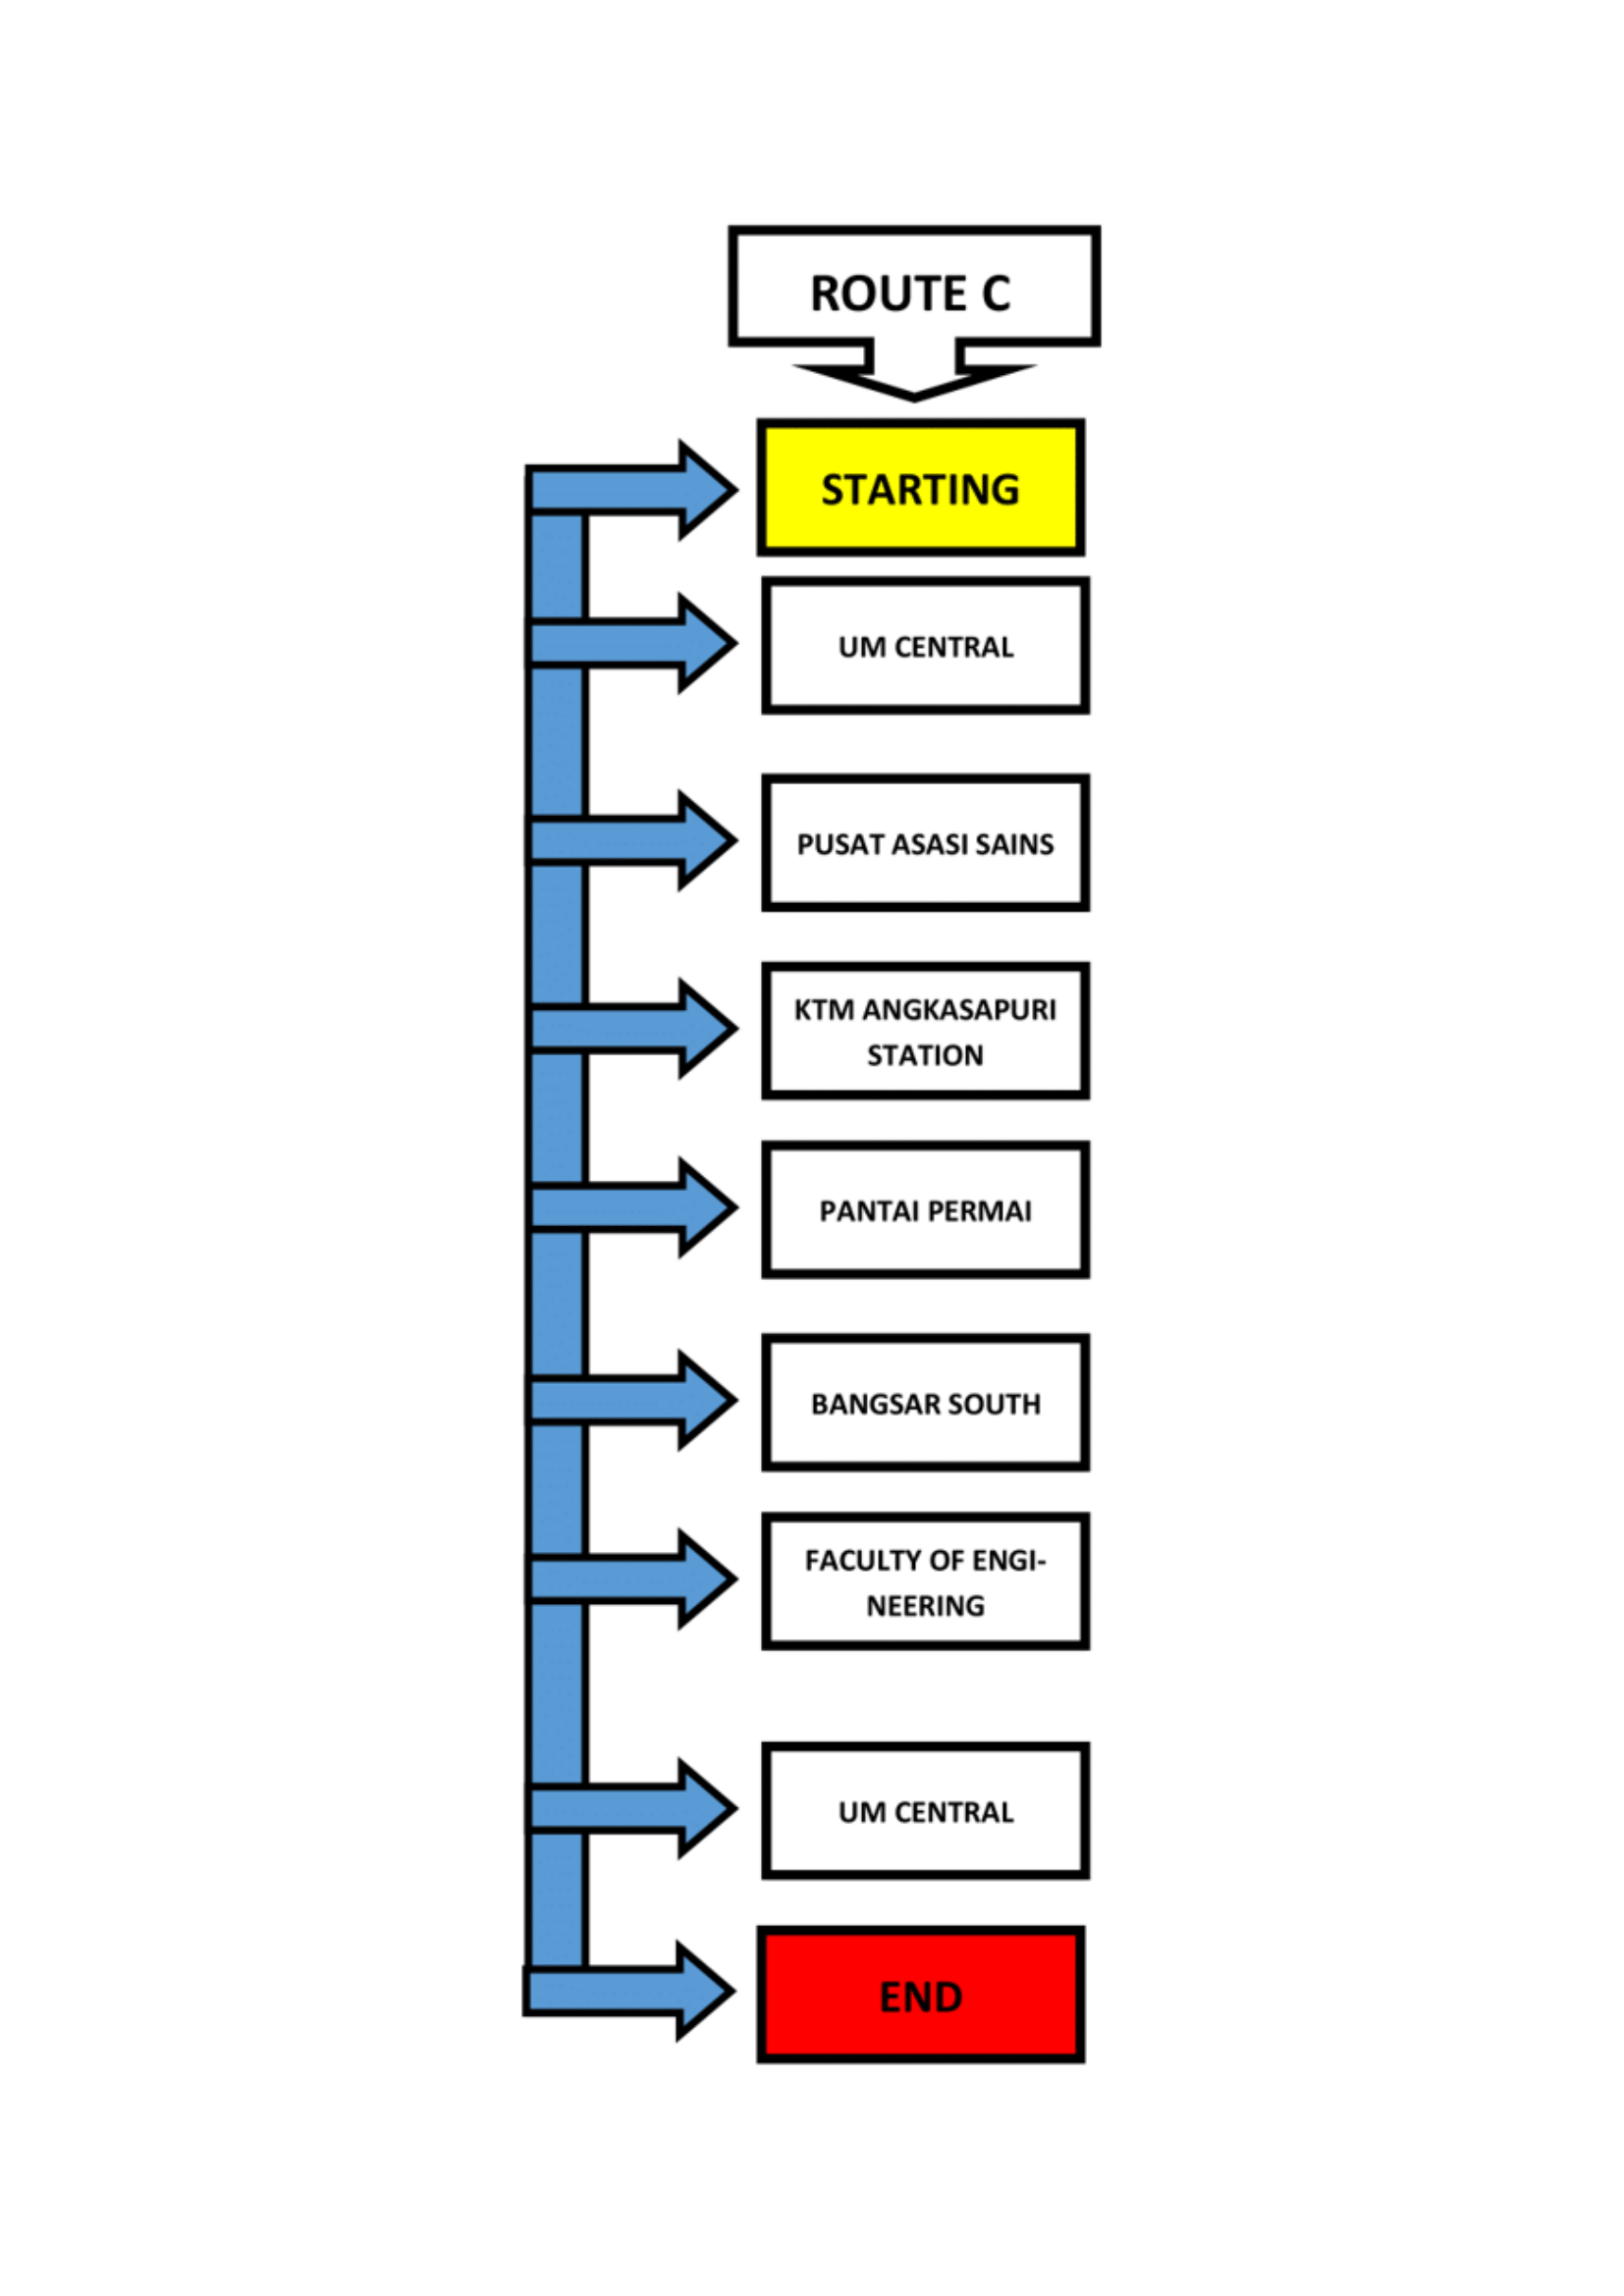 ROUTE C
STARTING
UM CENTRAL
PUSAT ASASI SAINS
KTM ANGKASAPURI
STATION
PANTAI PERMAI
BANGSAR SOUTH
FACULTY OF ENGI-
NEERING
UM CENTRAL
END